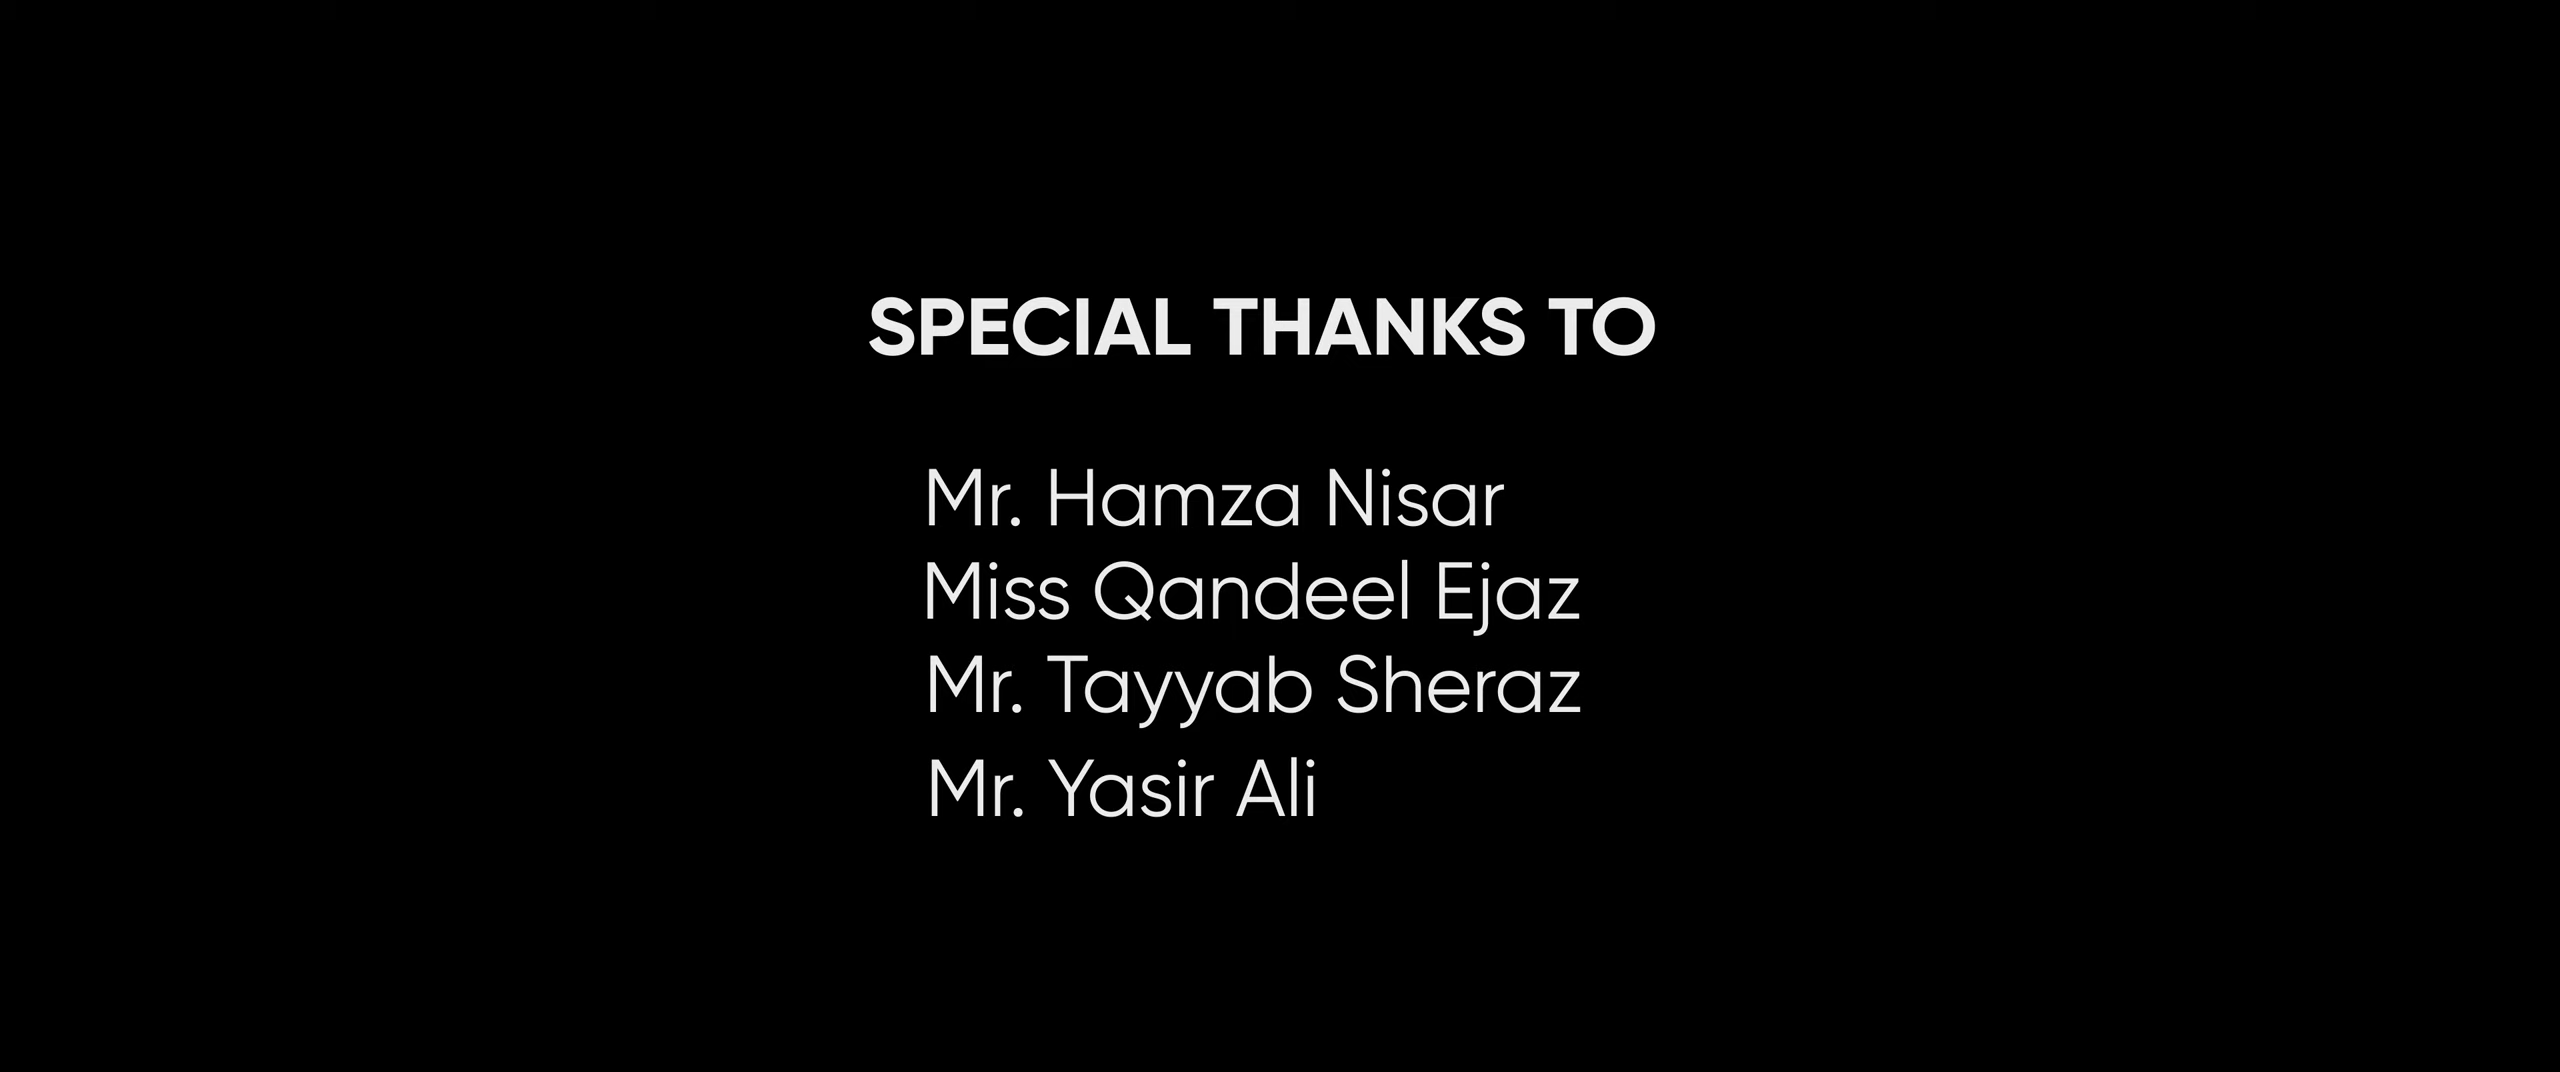 SPECIAL THANKS TO
Mr. Hamza Nisar
Miss Qandeel Ejaz
Mr. Tayyab Sheraz
Mr. Yasir Ali